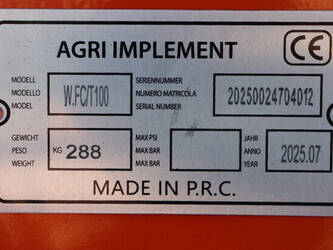 AGRI IMPLEMENT CE
MODELL
MODELLO
MODEL
W.FC/T100
SERIENNUMMER
NUMERO MATRICOLA
SERIAL NUMBER
20250024704012
GEWICHT
PESO
WEIGHT
KG 288
MAX PSI
MAX BAR
MAX BAR
JAHR
ANNO
YEAR
2025.07
MADE IN P.R.C.